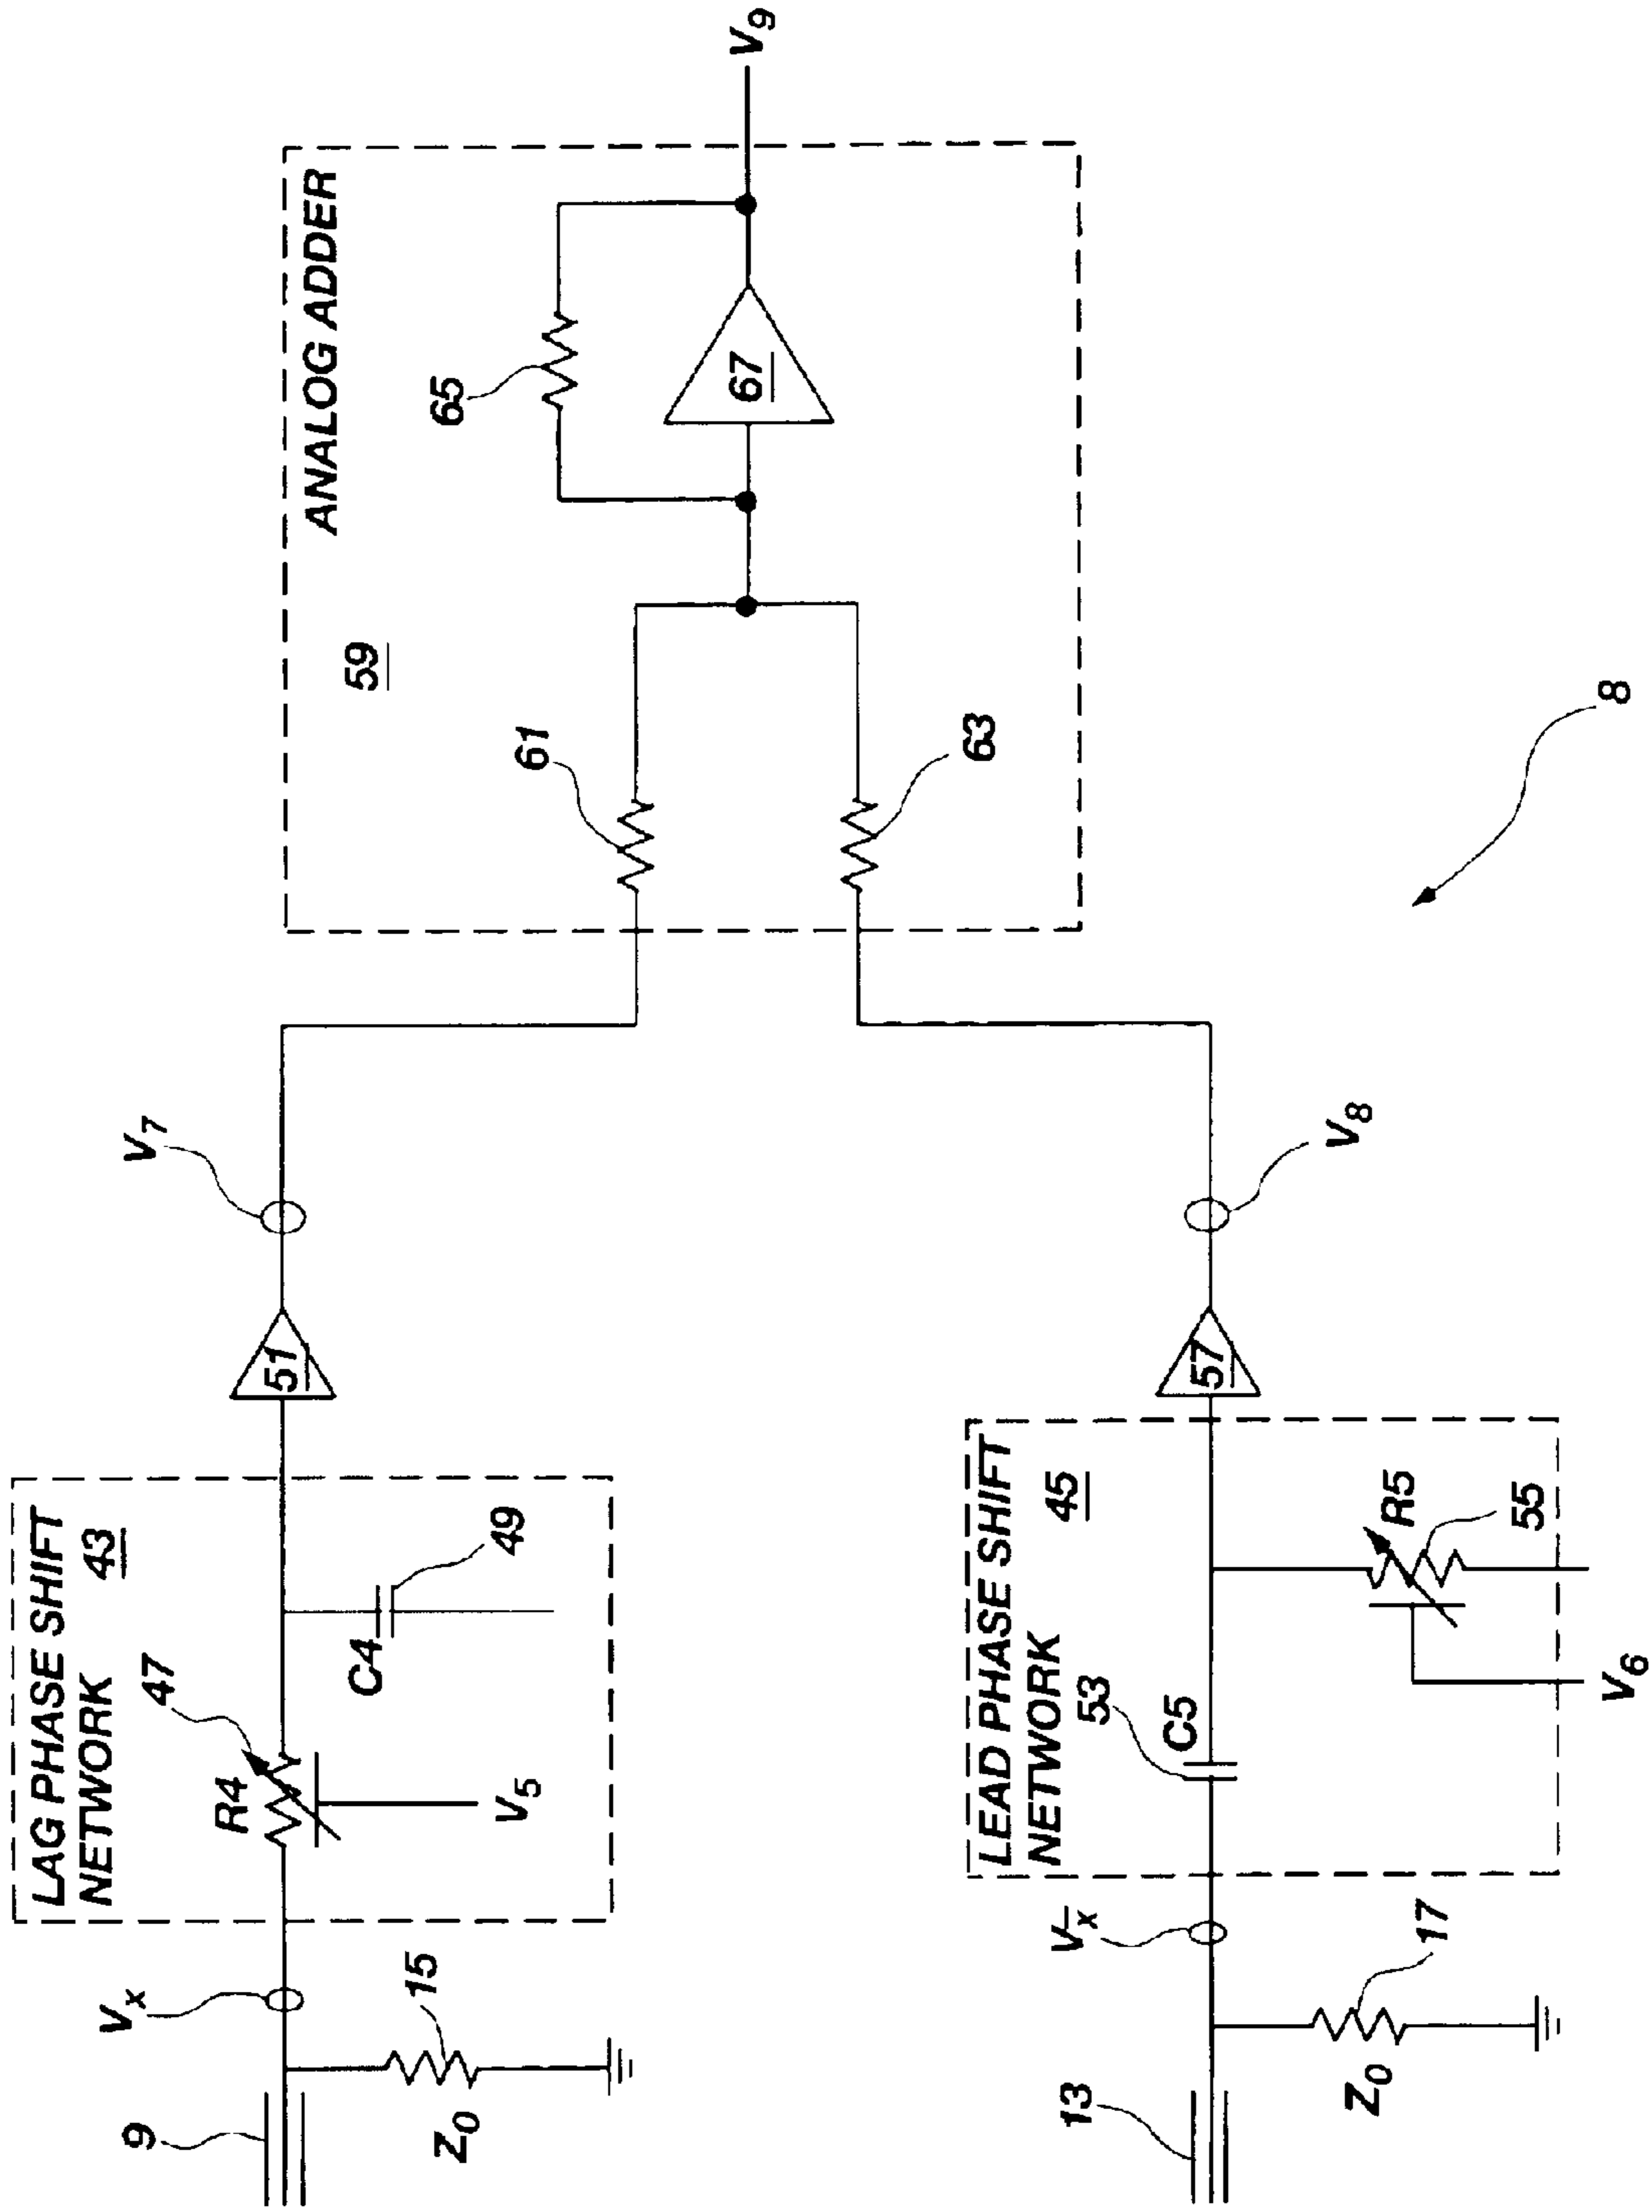 LAG PHASE SHIFT
NETWORK 43
47
R4
V5
C4
49
Vx
15
Z0
9
51
V7
ANALOG ADDER
59
61
63
65
67
V9
LEAD PHASE SHIFT
NETWORK 45
53
C5
R5
55
V6
Vx̄
17
Z0
13
57
V8
8